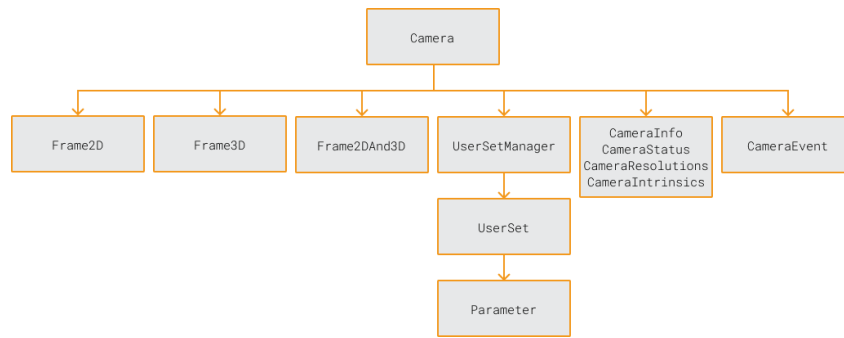 Camera
Frame2D
Frame3D
Frame2DAnd3D
UserSetManager
CameraInfo
CameraStatus
CameraResolutions
CameraIntrinsics
CameraEvent
UserSet
Parameter